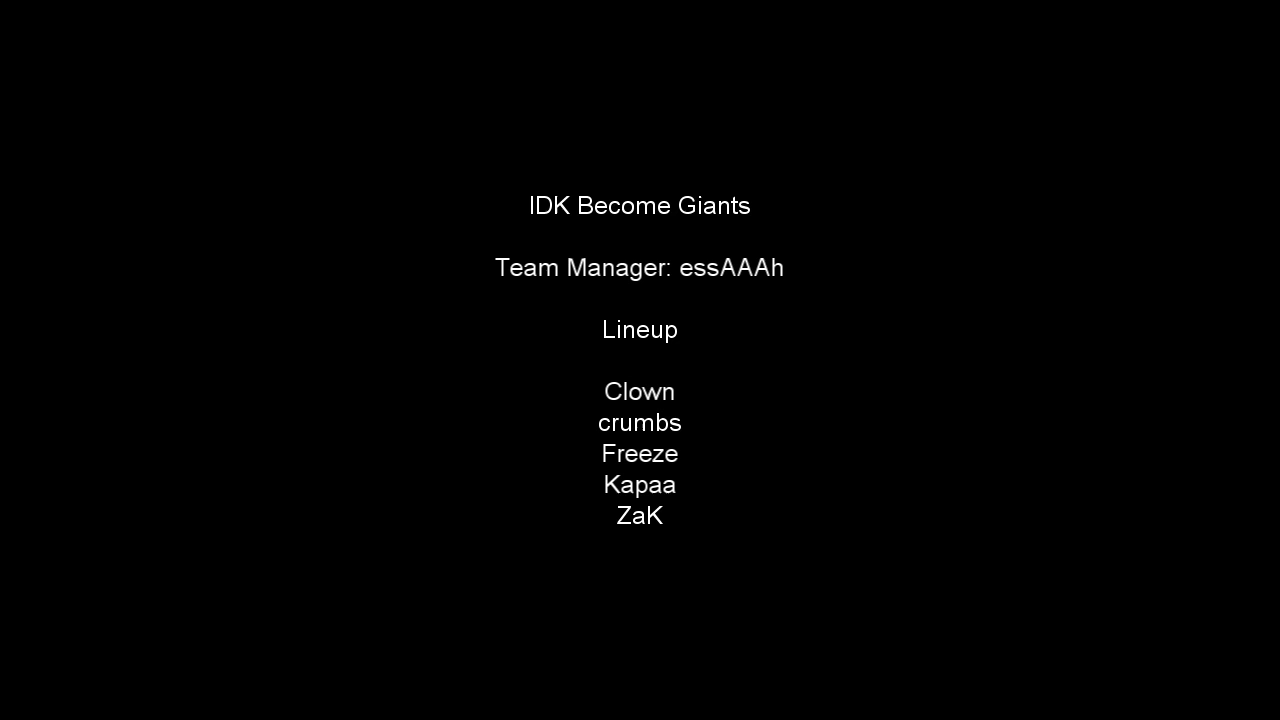 IDK Become Giants
Team Manager: essAAAh
Lineup
Clown
crumbs
Freeze
Kapaa
ZaK